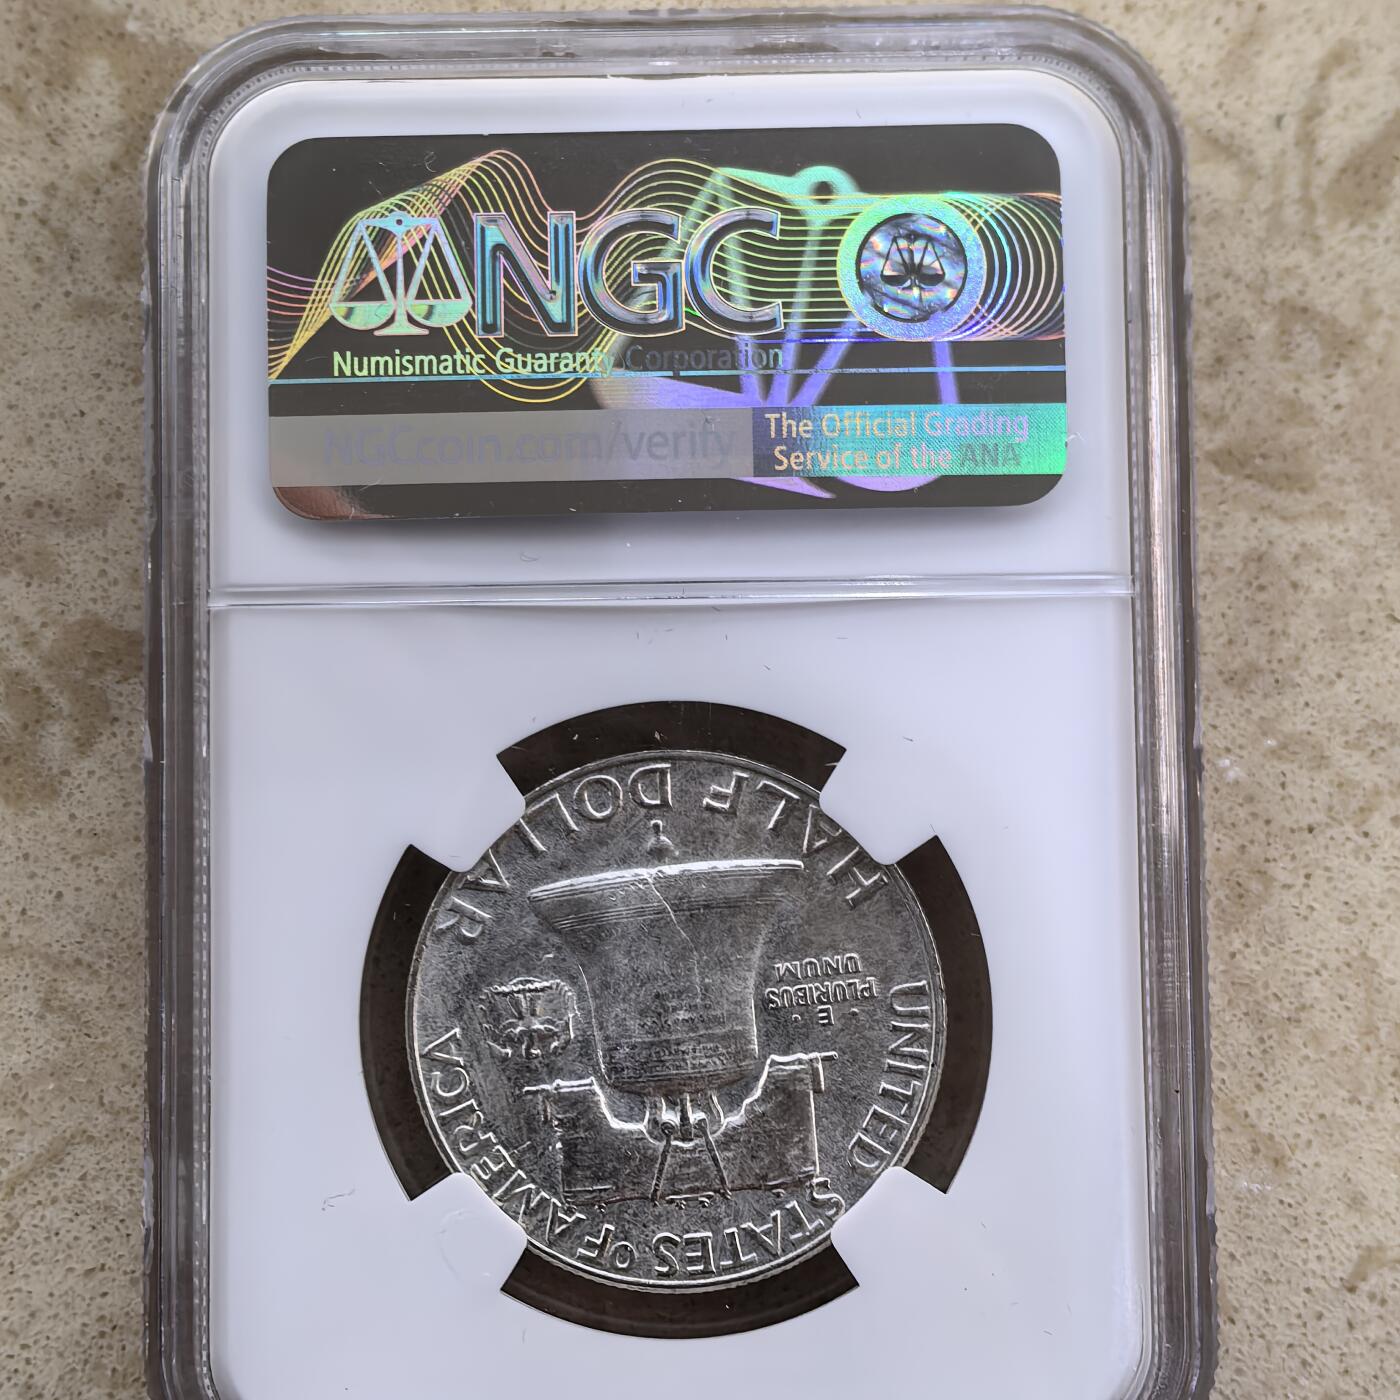 NGC
Numismatic Guaranty Corporation
NGCcoin.com/verify
The Official Grading
Service of the ANA
UNITED STATES OF AMERICA
E
PLURIBUS
UNUM
HALF DOLLAR